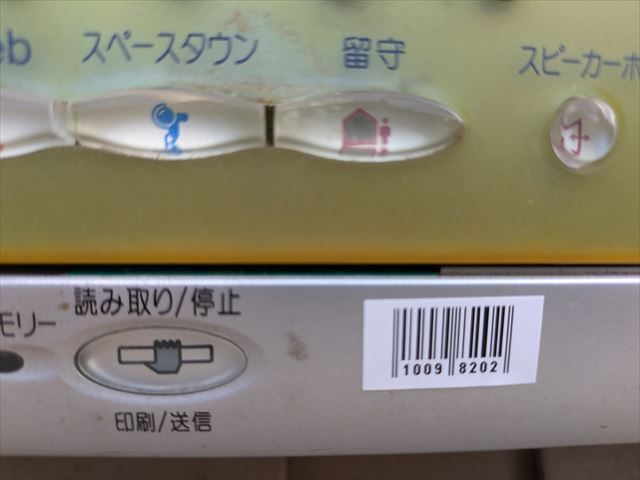 eb
スペースタウン
留守
スピーカーホ
モリー
読み取り/停止
印刷/送信
1009 8202